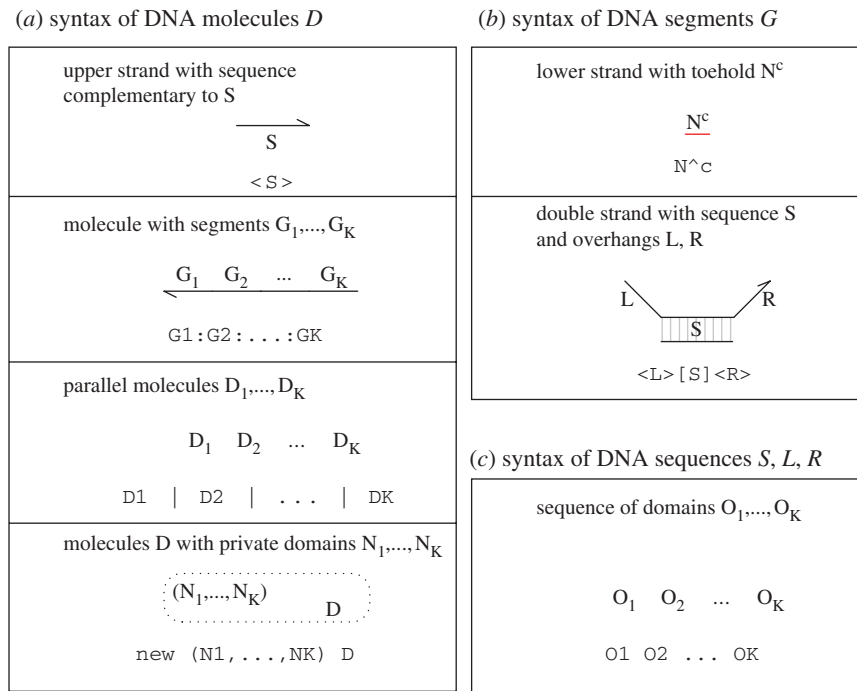 (a) syntax of DNA molecules D
upper strand with sequence
complementary to S
S
<S>
molecule with segments G1,...,GK
G1 G2 ... GK
G1:G2:...:GK
parallel molecules D1,...,DK
D1 D2 ... DK
D1 | D2 | ... | DK
molecules D with private domains N1,...,NK
(N1,...,NK)
D
new (N1,...,NK) D
(b) syntax of DNA segments G
lower strand with toehold Nc
Nc
N^c
double strand with sequence S
and overhangs L, R
L S R
<L>[S]<R>
(c) syntax of DNA sequences S, L, R
sequence of domains O1,...,OK
O1 O2 ... OK
O1 O2 ... OK